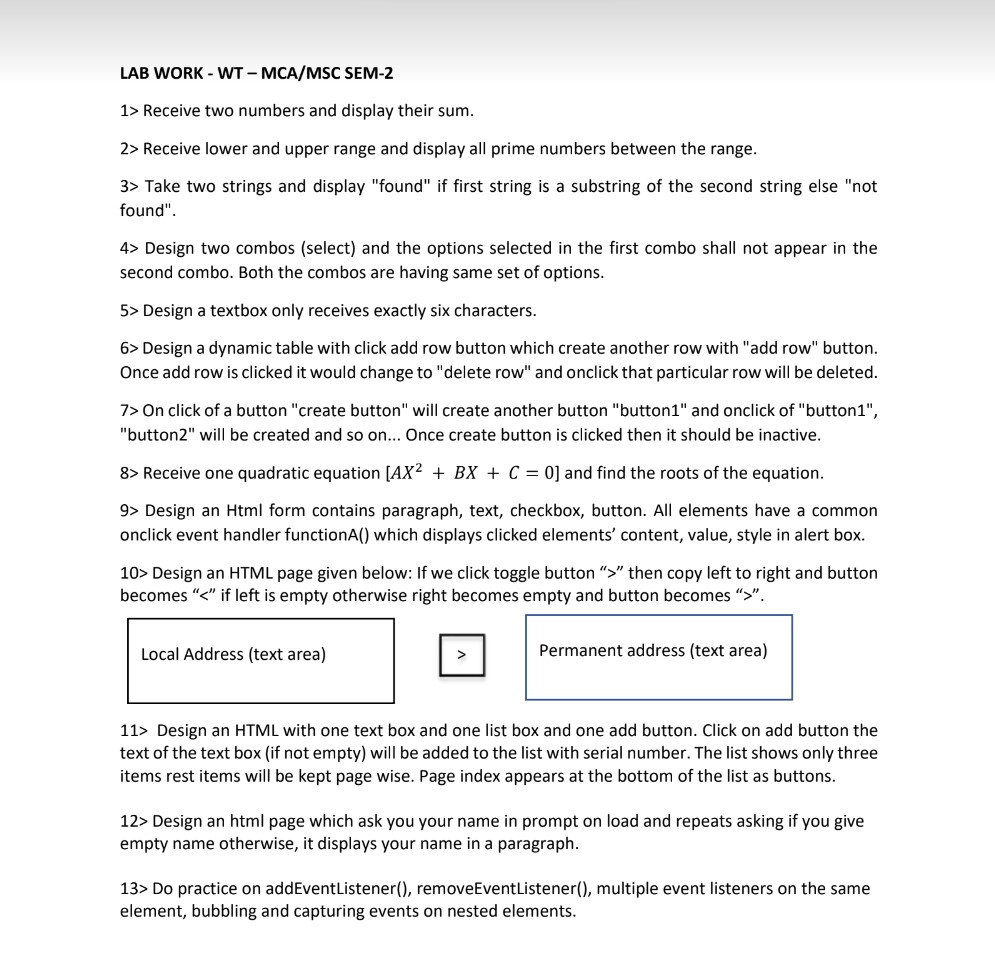 LAB WORK - WT – MCA/MSC SEM-2
1> Receive two numbers and display their sum.
2> Receive lower and upper range and display all prime numbers between the range.
3> Take two strings and display "found" if first string is a substring of the second string else "not
found".
4> Design two combos (select) and the options selected in the first combo shall not appear in the
second combo. Both the combos are having same set of options.
5> Design a textbox only receives exactly six characters.
6> Design a dynamic table with click add row button which create another row with "add row" button.
Once add row is clicked it would change to "delete row" and onclick that particular row will be deleted.
7> On click of a button "create button" will create another button "button1" and onclick of "button1",
"button2" will be created and so on... Once create button is clicked then it should be inactive.
8> Receive one quadratic equation [AX² + BX + C = 0] and find the roots of the equation.
9> Design an Html form contains paragraph, text, checkbox, button. All elements have a common
onclick event handler functionA() which displays clicked elements’ content, value, style in alert box.
10> Design an HTML page given below: If we click toggle button “>” then copy left to right and button
becomes “<” if left is empty otherwise right becomes empty and button becomes “>”.
Local Address (text area)
>
Permanent address (text area)
11> Design an HTML with one text box and one list box and one add button. Click on add button the
text of the text box (if not empty) will be added to the list with serial number. The list shows only three
items rest items will be kept page wise. Page index appears at the bottom of the list as buttons.
12> Design an html page which ask you your name in prompt on load and repeats asking if you give
empty name otherwise, it displays your name in a paragraph.
13> Do practice on addEventListener(), removeEventListener(), multiple event listeners on the same
element, bubbling and capturing events on nested elements.